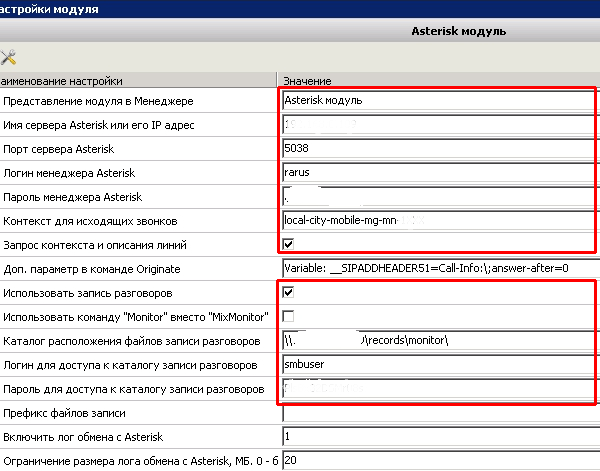 астройки модуля
Asterisk модуль
аименование настройки Значение
Представление модуля в Менеджере Asterisk модуль
Имя сервера Asterisk или его IP адрес
Порт сервера Asterisk 5038
Логин менеджера Asterisk rarus
Пароль менеджера Asterisk
Контекст для исходящих звонков local-city-mobile-mg-mn-
Запрос контекста и описания линий
Доп. параметр в команде Originate Variable: __SIPADDHEADER51=Call-Info:\;answer-after=0
Использовать запись разговоров
Использовать команду "Monitor" вместо "MixMonitor"
Каталог расположения файлов записи разговоров \\ \records\monitor\
Логин для доступа к каталогу записи разговоров smbuser
Пароль для доступа к каталогу записи разговоров
Префикс файлов записи
Включить лог обмена с Asterisk 1
Ограничение размера лога обмена с Asterisk, МБ. 0 - б 20